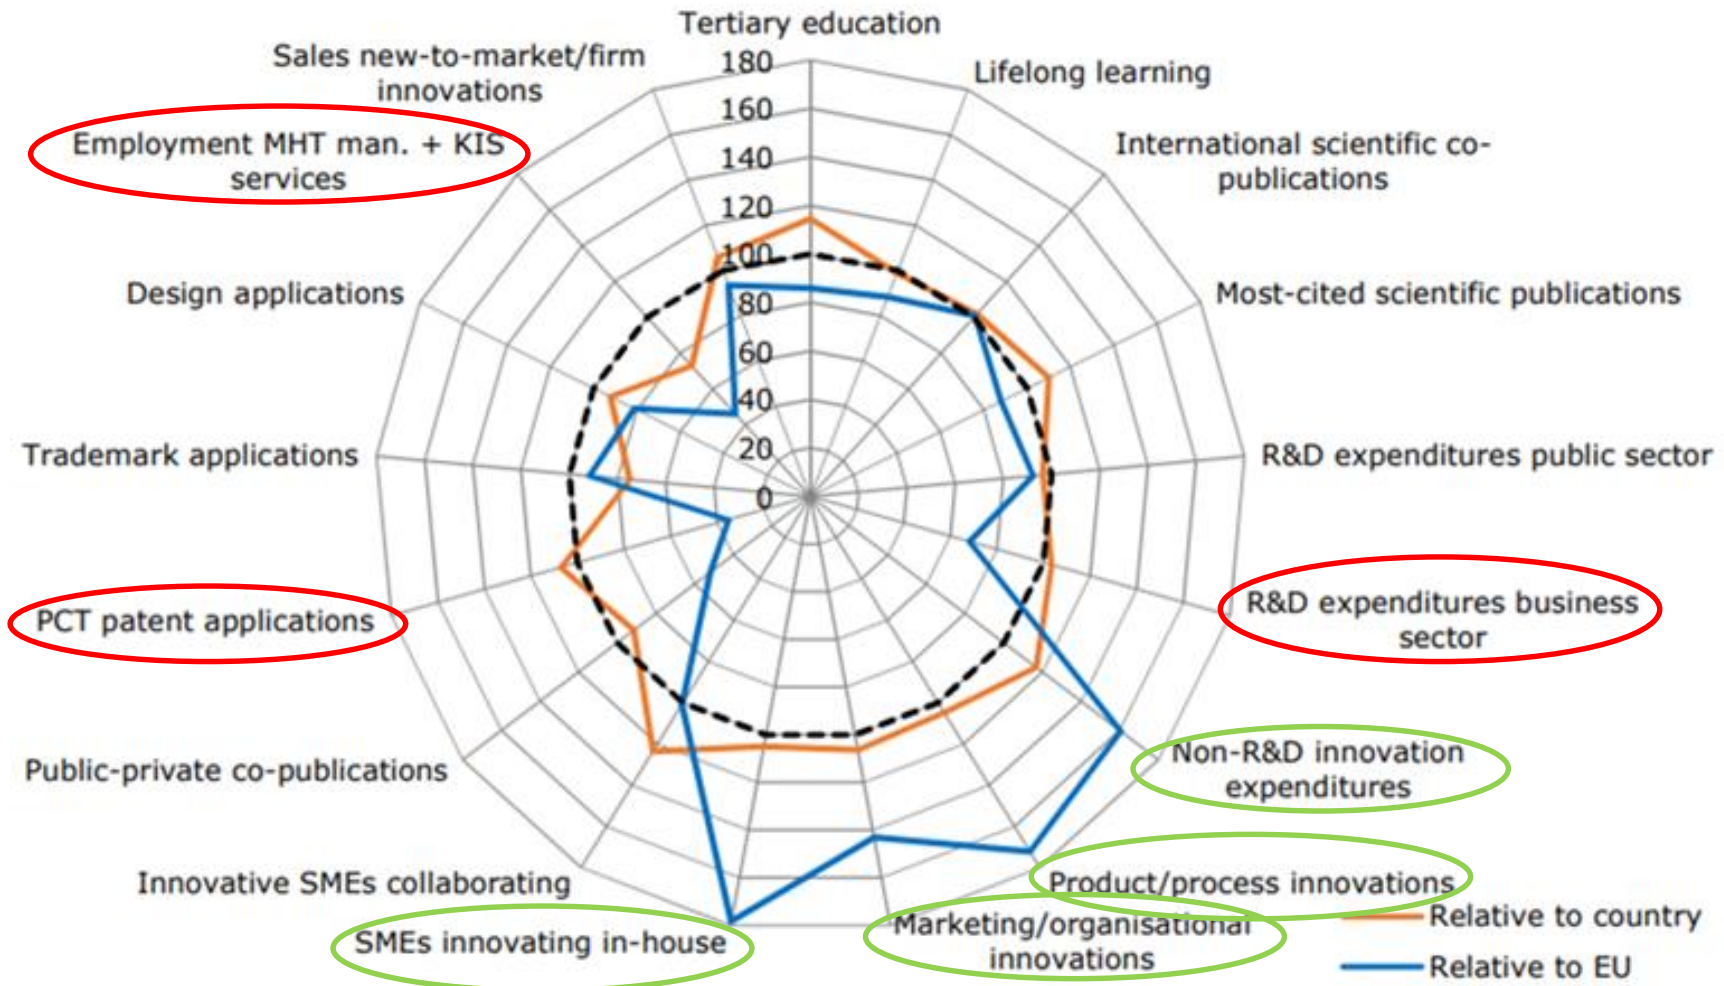 Tertiary education
Sales new-to-market/firm
innovations
Lifelong learning
Employment MHT man. + KIS
services
International scientific co-
publications
Design applications
Most-cited scientific publications
Trademark applications
R&D expenditures public sector
PCT patent applications
R&D expenditures business
sector
Public-private co-publications
Non-R&D innovation
expenditures
Innovative SMEs collaborating
Product/process innovations
SMEs innovating in-house
Marketing/organisational
innovations
180
160
140
120
100
80
60
40
20
0
Relative to country
Relative to EU